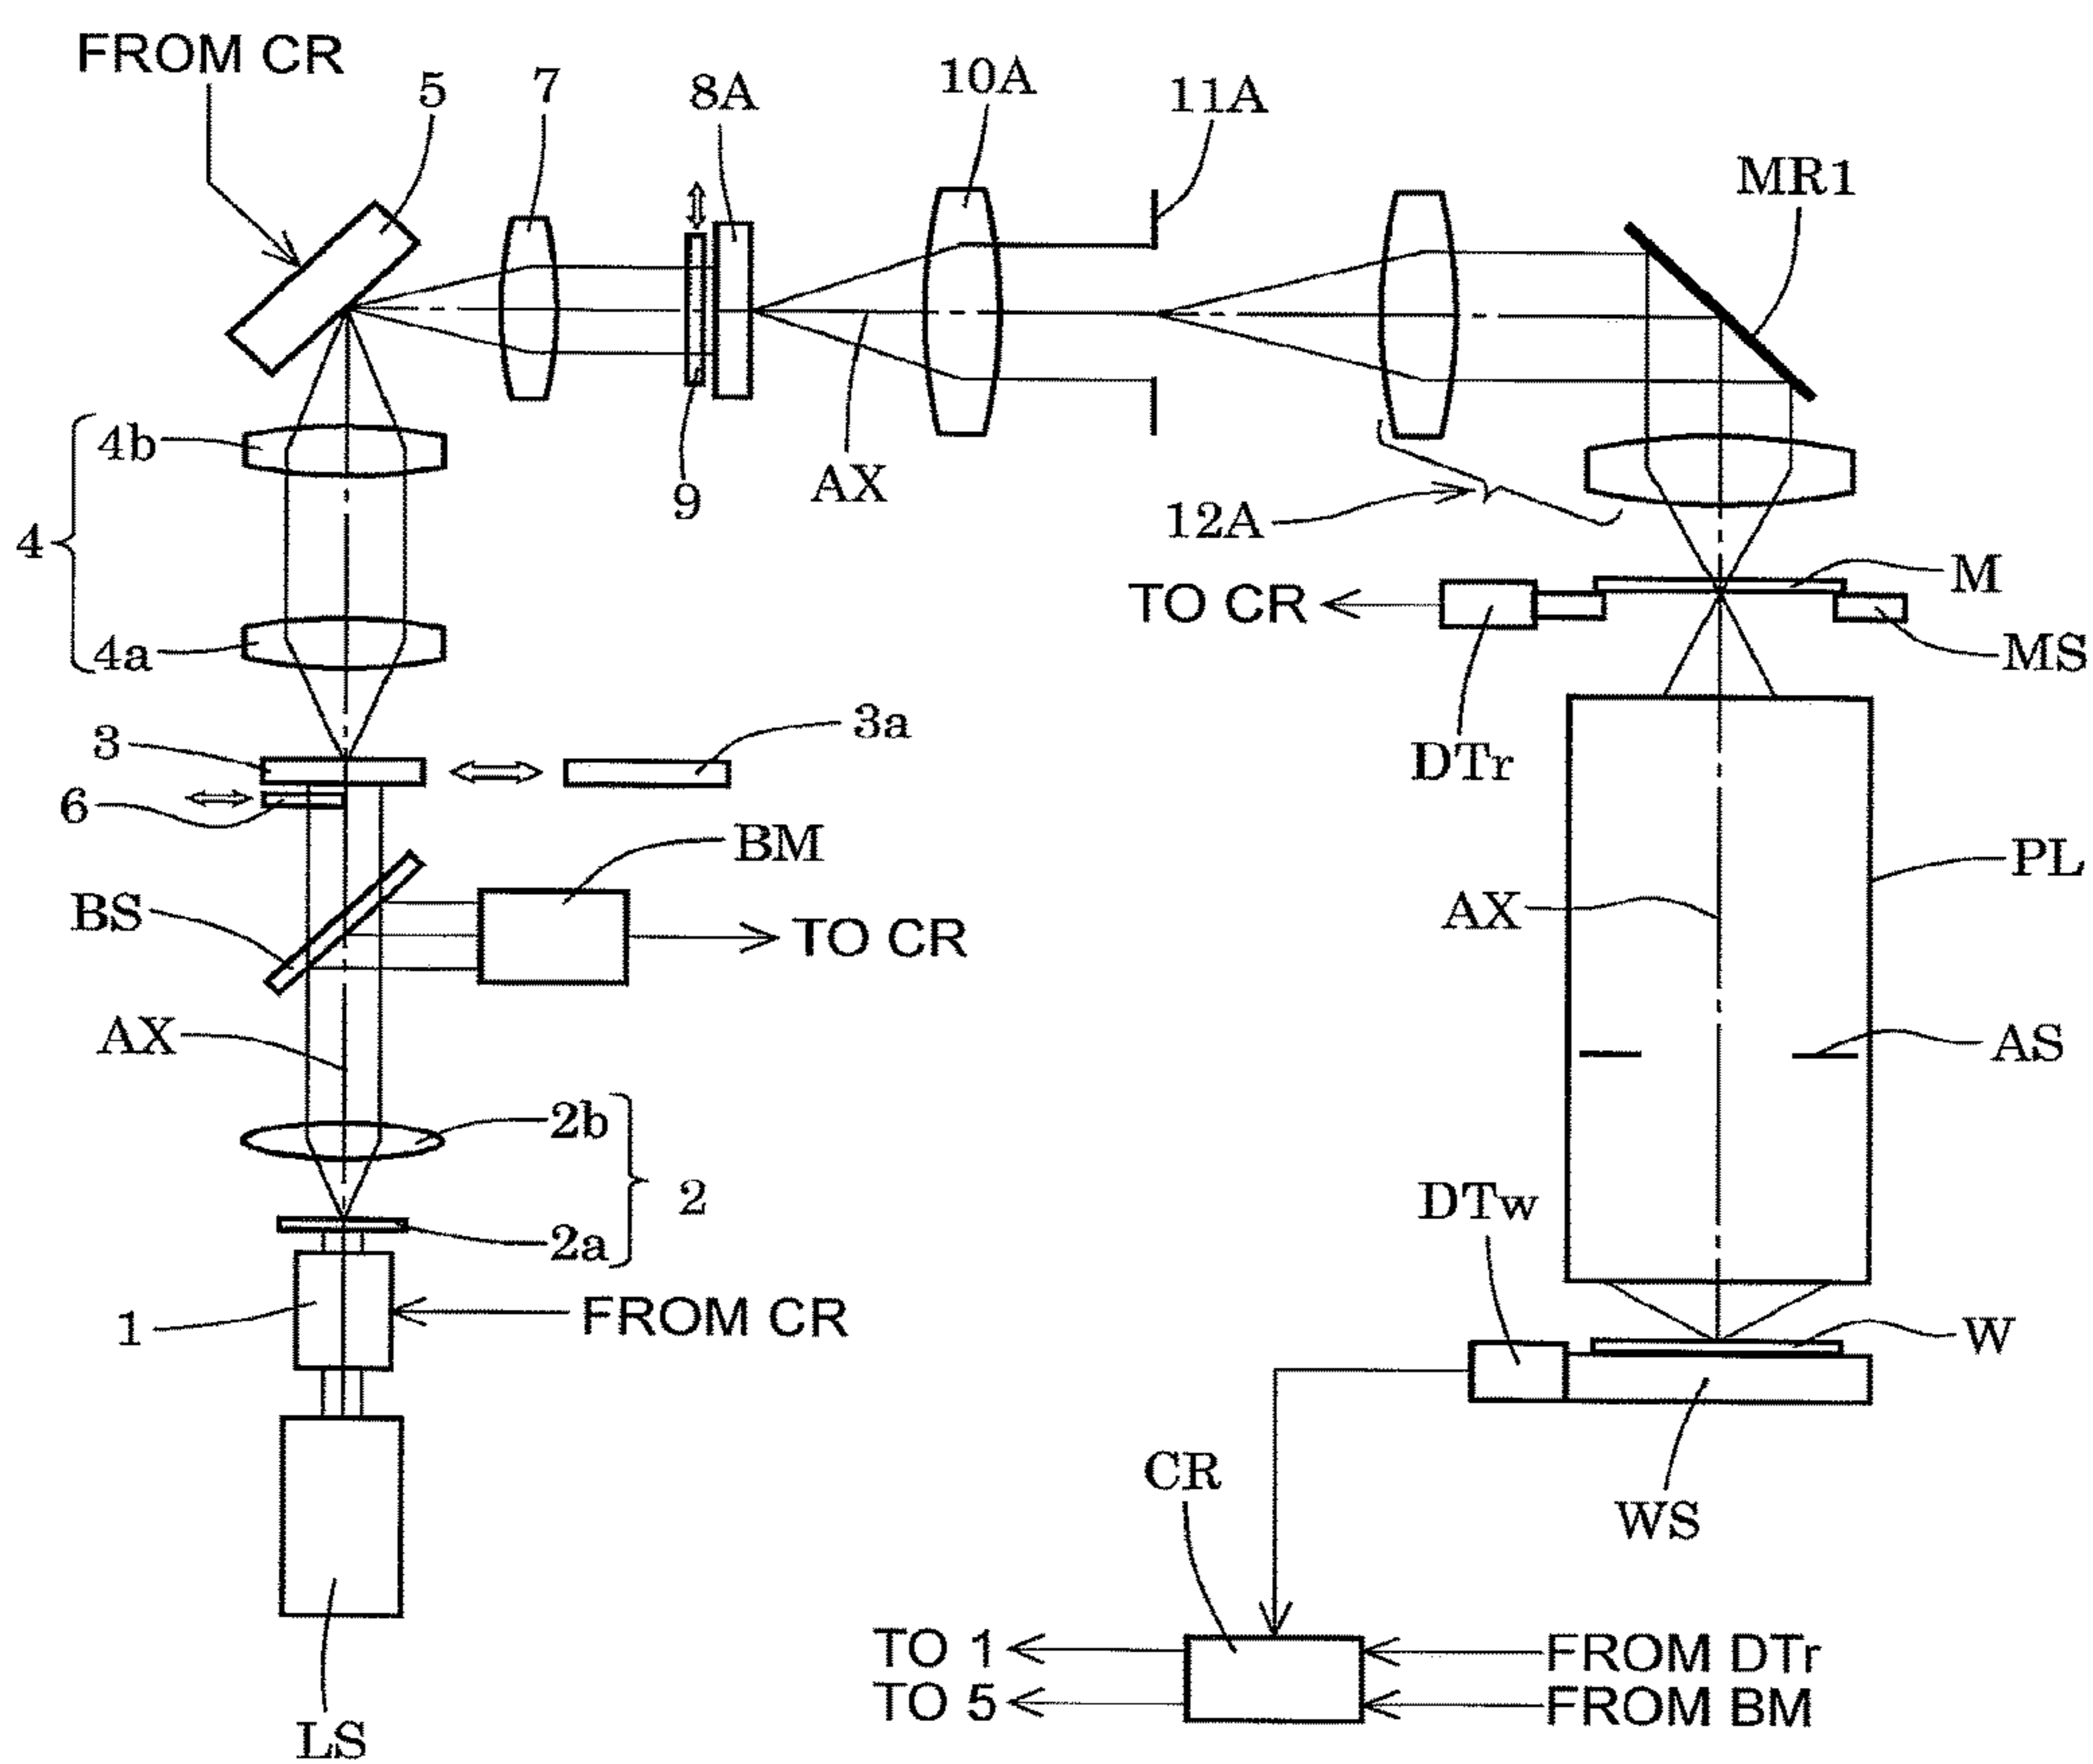 FROM CR
5
7
8A
10A
11A
MR1
4b
4
4a
9
AX
12A
M
TO CR
MS
DTr
3
3a
6
BM
BS
TO CR
PL
AX
AX
AS
2b
2
2a
DTw
1
FROM CR
W
CR
WS
LS
TO 1
FROM DTr
TO 5
FROM BM